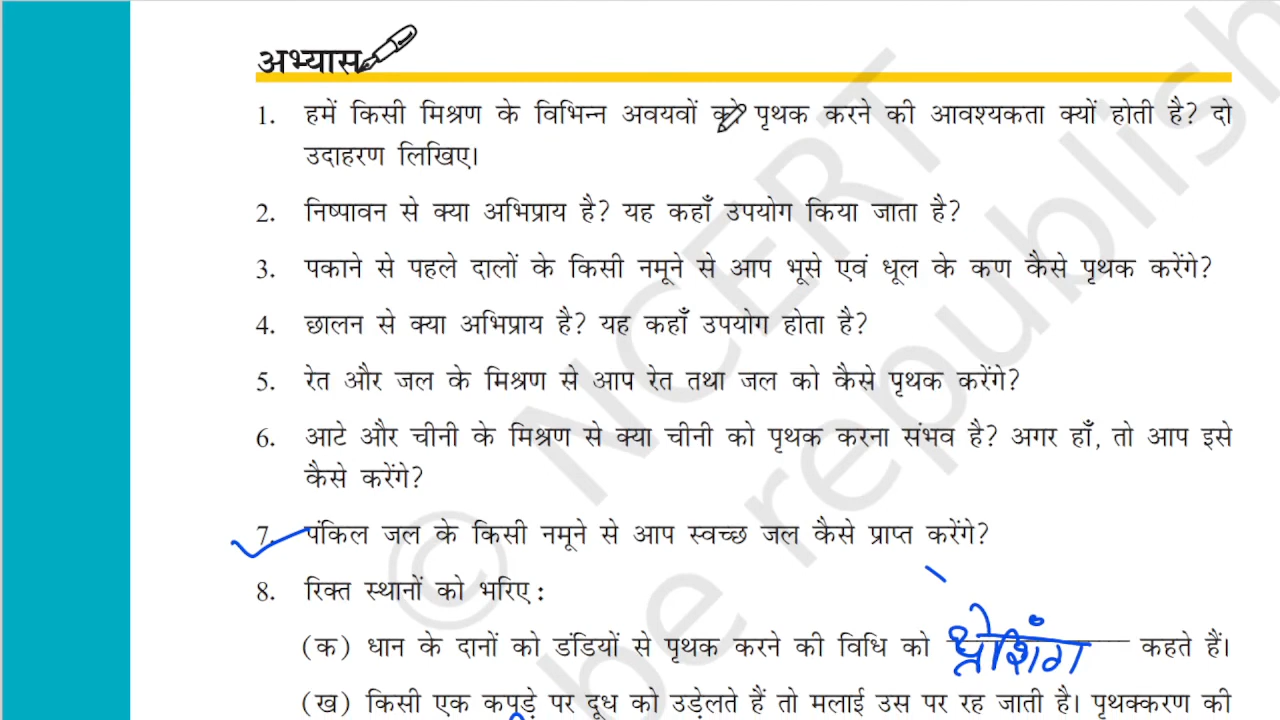 अभ्यास
1. हमें किसी मिश्रण के विभिन्न अवयवों को पृथक करने की आवश्यकता क्यों होती है? दो
उदाहरण लिखिए।
2. निष्पावन से क्या अभिप्राय है? यह कहाँ उपयोग किया जाता है?
3. पकाने से पहले दालों के किसी नमूने से आप भूसे एवं धूल के कण कैसे पृथक करेंगे?
4. छालन से क्या अभिप्राय है? यह कहाँ उपयोग होता है?
5. रेत और जल के मिश्रण से आप रेत तथा जल को कैसे पृथक करेंगे?
6. आटे और चीनी के मिश्रण से क्या चीनी को पृथक करना संभव है? अगर हाँ, तो आप इसे
कैसे करेंगे?
7. पंकिल जल के किसी नमूने से आप स्वच्छ जल कैसे प्राप्त करेंगे?
8. रिक्त स्थानों को भरिए :
(क) धान के दानों को डंडियों से पृथक करने की विधि को थ्रेशिंग कहते हैं।
(ख) किसी एक कपड़े पर दूध को उड़ेलते हैं तो मलाई उस पर रह जाती है। पृथक्करण की
© NCERT
be republish